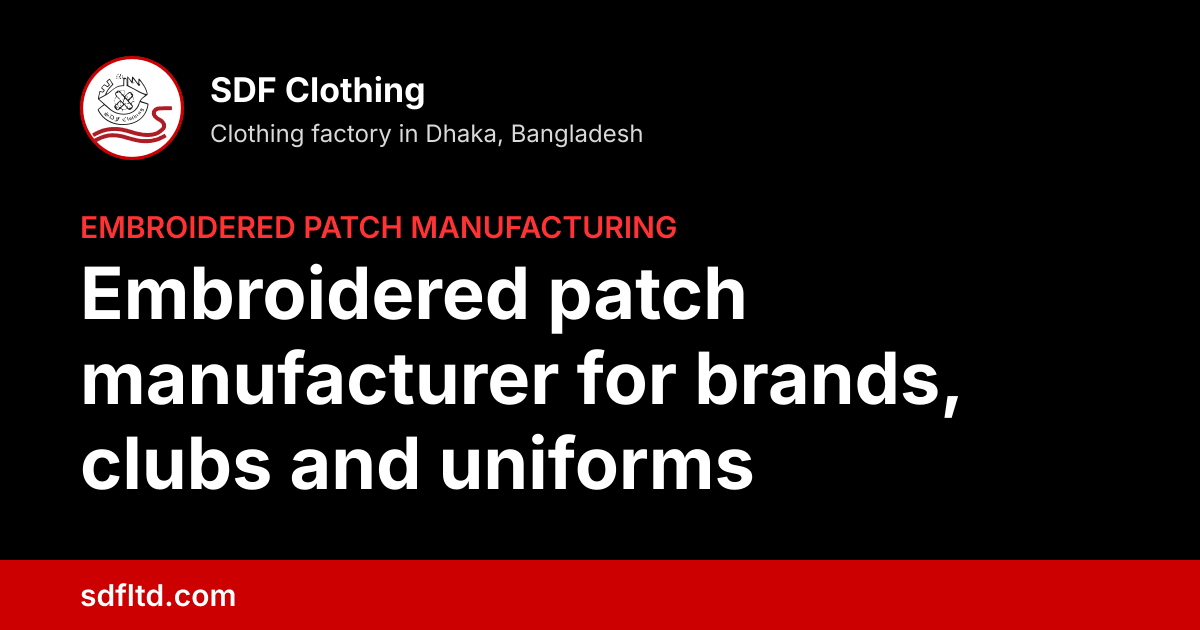 SDF Clothing
Clothing factory in Dhaka, Bangladesh
EMBROIDERED PATCH MANUFACTURING
Embroidered patch
manufacturer for brands,
clubs and uniforms
sdfltd.com